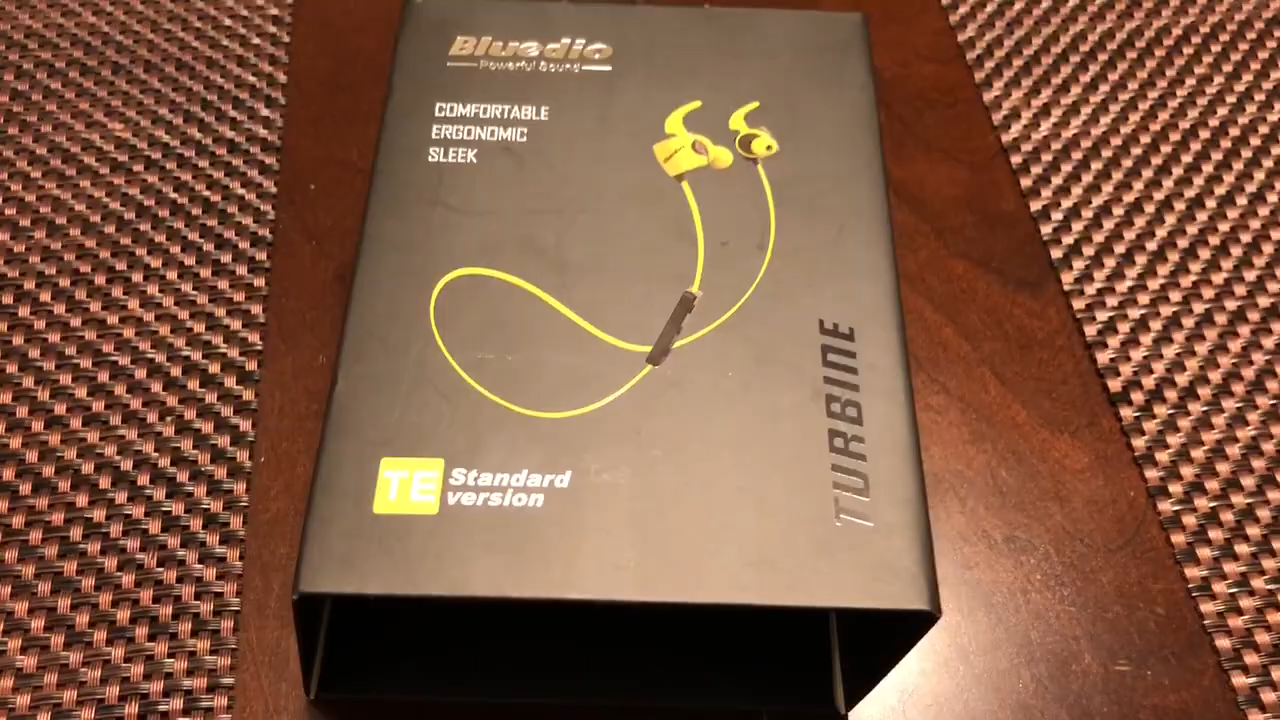 Bluedio
Powerful Sound
COMFORTABLE
ERGONOMIC
SLEEK
TURBINE
TE
Standard
version